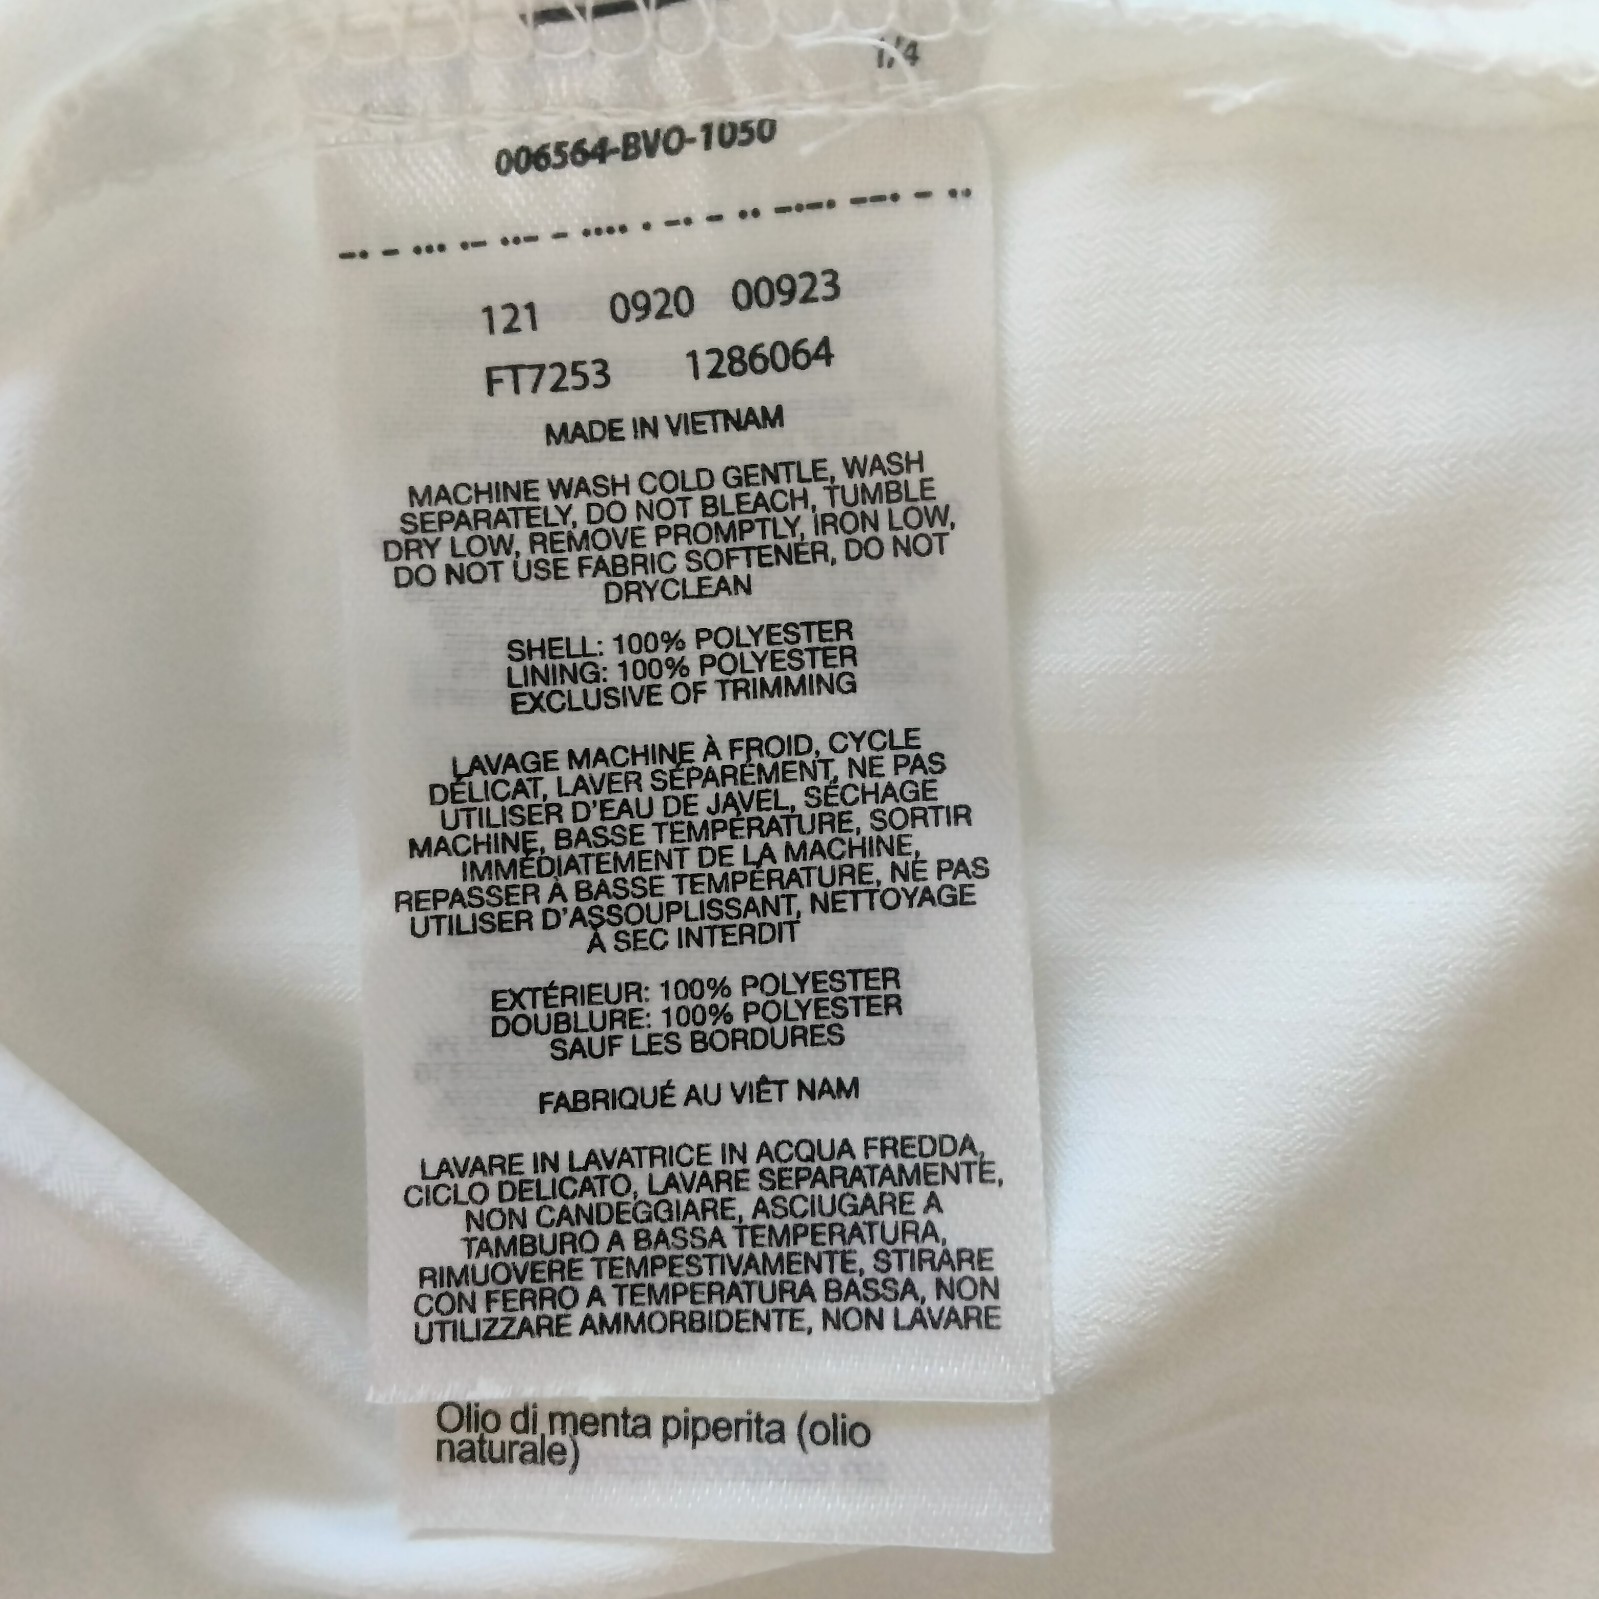 1/4
006564-BVO-1050
121 0920 00923
FT7253 1286064
MADE IN VIETNAM
MACHINE WASH COLD GENTLE, WASH
SEPARATELY, DO NOT BLEACH, TUMBLE
DRY LOW, REMOVE PROMPTLY, IRON LOW,
DO NOT USE FABRIC SOFTENER, DO NOT
DRYCLEAN
SHELL: 100% POLYESTER
LINING: 100% POLYESTER
EXCLUSIVE OF TRIMMING
LAVAGE MACHINE À FROID, CYCLE
DÉLICAT, LAVER SÉPARÉMENT, NE PAS
UTILISER D'EAU DE JAVEL, SÉCHAGE
MACHINE, BASSE TEMPÉRATURE, SORTIR
IMMÉDIATEMENT DE LA MACHINE,
REPASSER À BASSE TEMPÉRATURE, NE PAS
UTILISER D'ASSOUPLISSANT, NETTOYAGE
À SEC INTERDIT
EXTÉRIEUR: 100% POLYESTER
DOUBLURE: 100% POLYESTER
SAUF LES BORDURES
FABRIQUÉ AU VIÊT NAM
LAVARE IN LAVATRICE IN ACQUA FREDDA,
CICLO DELICATO, LAVARE SEPARATAMENTE,
NON CANDEGGIARE, ASCIUGARE A
TAMBURO A BASSA TEMPERATURA,
RIMUOVERE TEMPESTIVAMENTE, STIRARE
CON FERRO A TEMPERATURA BASSA, NON
UTILIZZARE AMMORBIDENTE, NON LAVARE
Olio di menta piperita (olio
naturale)